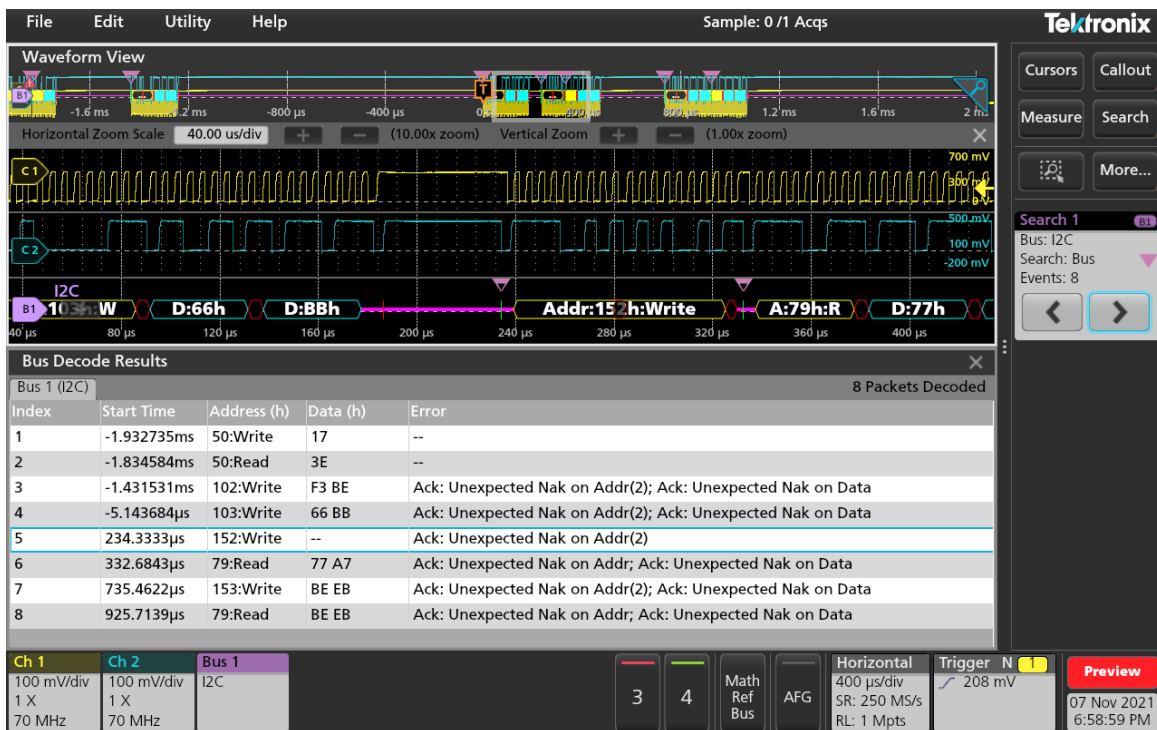 File Edit Utility Help Sample: 0 /1 Acqs Tektronix
Waveform View
B1 T
-1.6 ms -800 µs -400 µs 1.2 ms 1.6 ms
Horizontal Zoom Scale 40.00 us/div + − (10.00x zoom) Vertical Zoom + − (1.00x zoom)
Cursors Callout
Measure Search
More...
C1 700 mV
300 mV
0 V
C2 500 mV
100 mV
-200 mV
Search 1 B1
Bus: I2C
Search: Bus
Events: 8
I2C
B1 103h:W D:66h D:BBh Addr:152h:Write A:79h:R D:77h
40 µs 80 µs 120 µs 160 µs 200 µs 240 µs 280 µs 320 µs 360 µs 400 µs
Bus Decode Results
Bus 1 (I2C) 8 Packets Decoded
Index Start Time Address (h) Data (h) Error
1 -1.932735ms 50:Write 17 --
2 -1.834584ms 50:Read 3E --
3 -1.431531ms 102:Write F3 BE Ack: Unexpected Nak on Addr(2); Ack: Unexpected Nak on Data
4 -5.143684µs 103:Write 66 BB Ack: Unexpected Nak on Addr(2); Ack: Unexpected Nak on Data
5 234.3333µs 152:Write -- Ack: Unexpected Nak on Addr(2)
6 332.6843µs 79:Read 77 A7 Ack: Unexpected Nak on Addr; Ack: Unexpected Nak on Data
7 735.4622µs 153:Write BE EB Ack: Unexpected Nak on Addr(2); Ack: Unexpected Nak on Data
8 925.7139µs 79:Read BE EB Ack: Unexpected Nak on Addr; Ack: Unexpected Nak on Data
Ch 1
100 mV/div
1 X
70 MHz
Ch 2
100 mV/div
1 X
70 MHz
Bus 1
I2C
3 4
Math
Ref
Bus
AFG
Horizontal
400 µs/div
SR: 250 MS/s
RL: 1 Mpts
Trigger N 1
208 mV
Preview
07 Nov 2021
6:58:59 PM